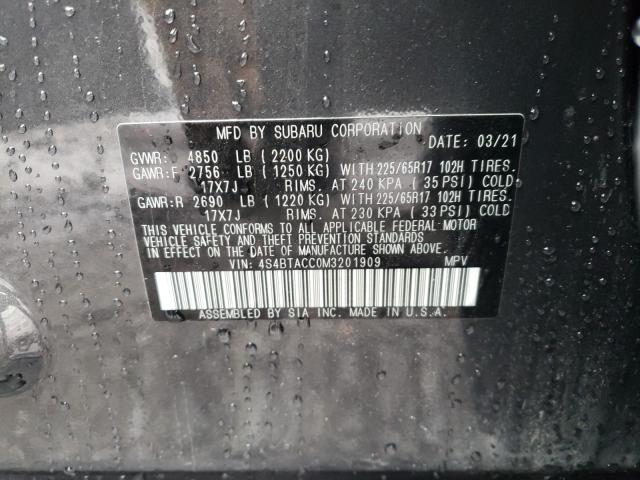 MFD BY SUBARU CORPORATION DATE: 03/21
GVWR: 4850 LB (2200 KG)
GAWR:F 2756 LB (1250 KG) WITH 225/65R17 102H TIRES.
17X7J RIMS. AT 240 KPA (35 PSI) COLD
GAWR:R 2690 LB (1220 KG) WITH 225/65R17 102H TIRES.
17X7J RIMS. AT 230 KPA (33 PSI) COLD
THIS VEHICLE CONFORMS TO ALL APPLICABLE FEDERAL MOTOR
VEHICLE SAFETY AND THEFT PREVENTION STANDARDS
IN EFFECT ON THE DATE OF MANUFACTURE SHOWN ABOVE.
VIN: 4S4BTACC0M3201909 MPV
ASSEMBLED BY SIA INC. MADE IN U.S.A.